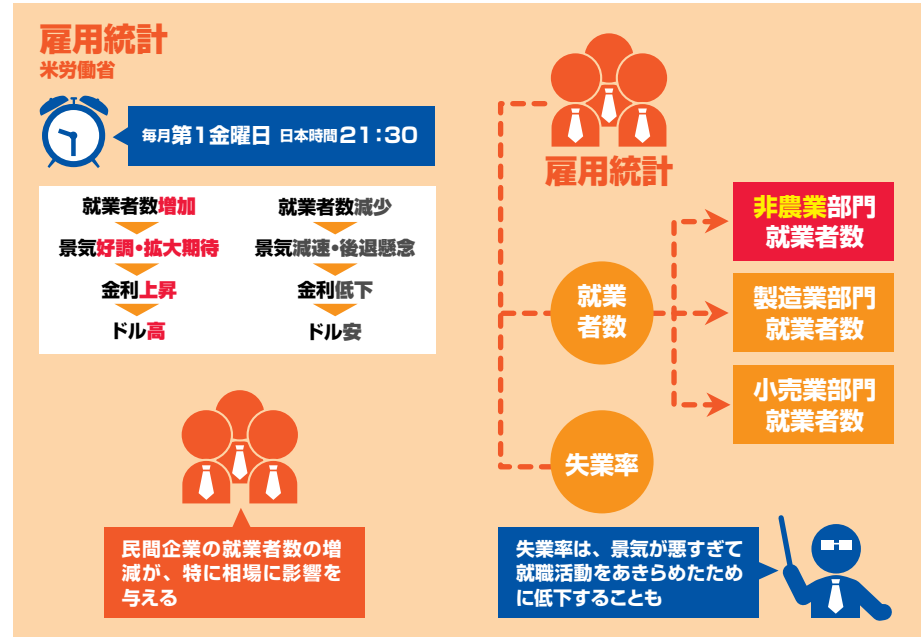 雇用統計
米労働省
毎月第1金曜日 日本時間21:30
就業者数増加
景気好調・拡大期待
金利上昇
ドル高
就業者数減少
景気減速・後退懸念
金利低下
ドル安
民間企業の就業者数の増
減が、特に相場に影響を
与える
雇用統計
就業
者数
非農業部門
就業者数
製造業部門
就業者数
小売業部門
就業者数
失業率
失業率は、景気が悪すぎて
就職活動をあきらめたため
に低下することも